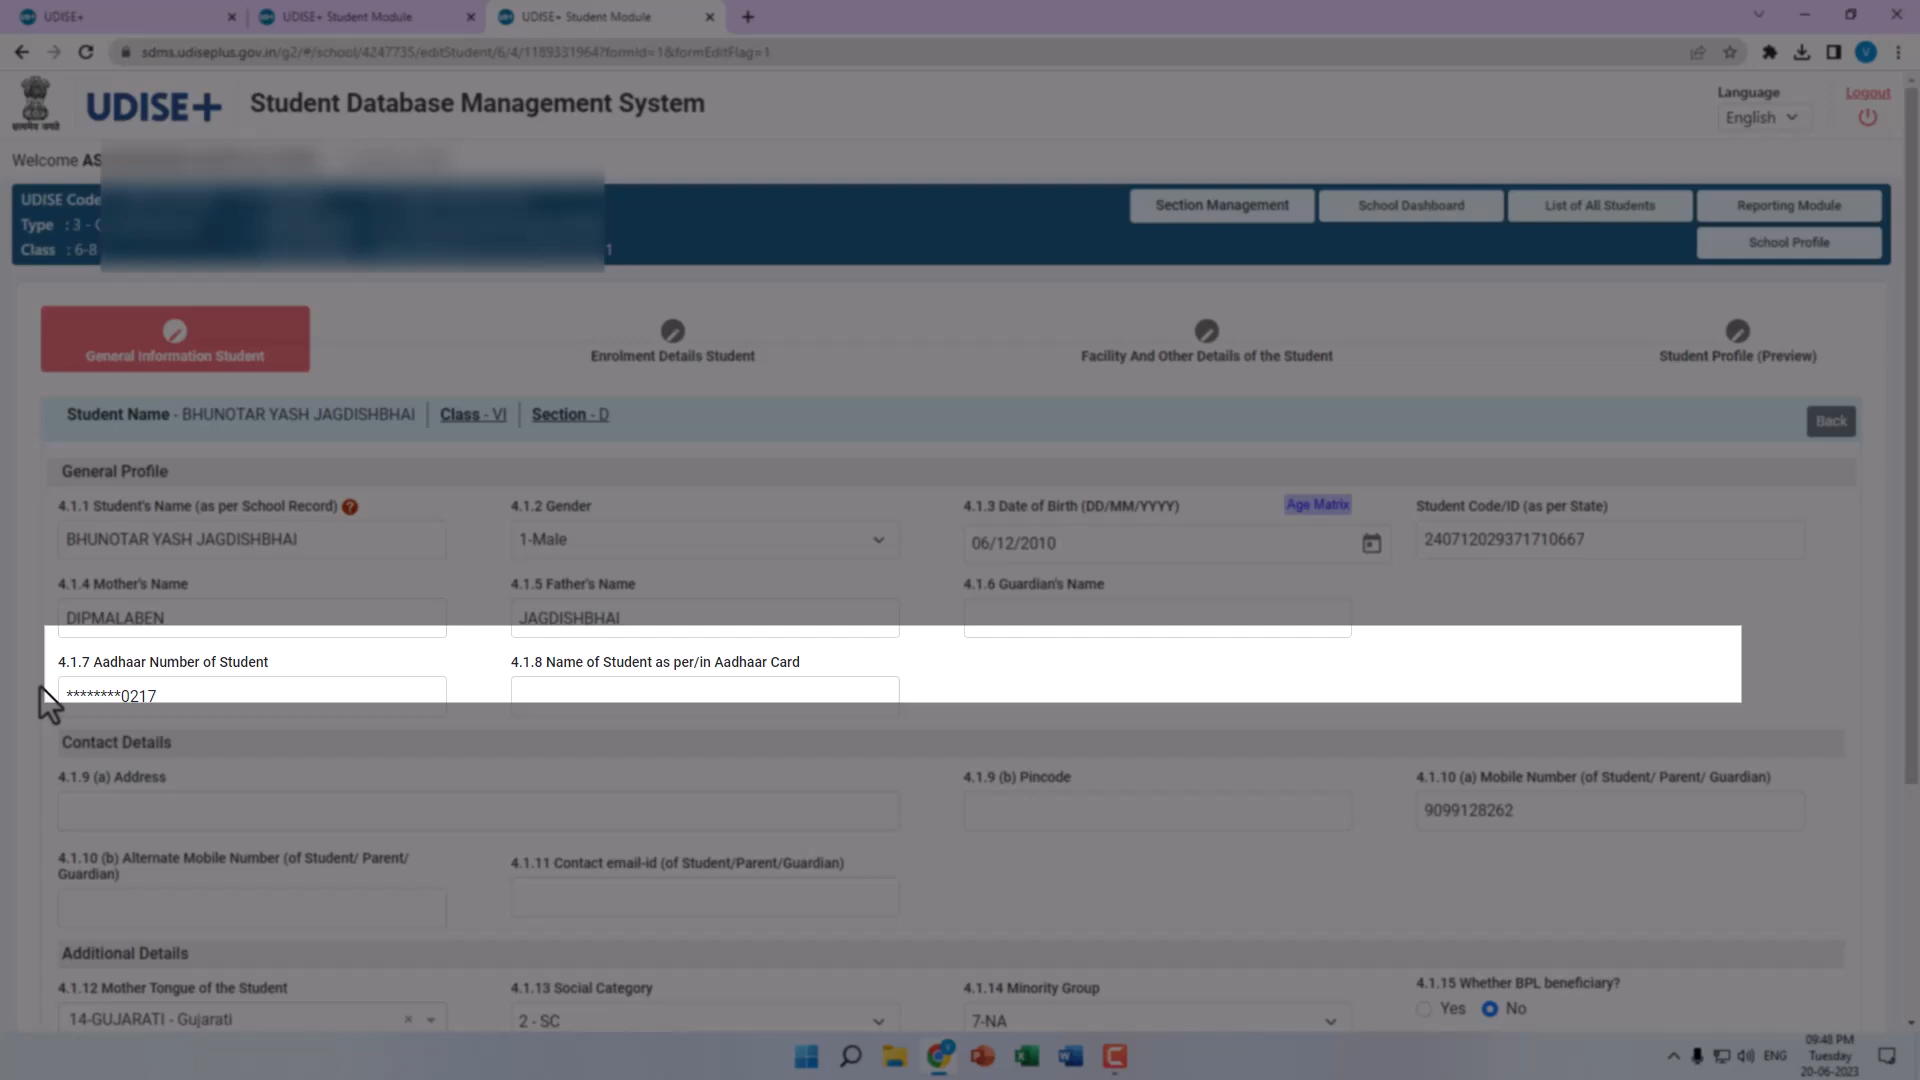 UDISE+
UDISE+ Student Module
UDISE+ Student Module
sdms.udiseplus.gov.in/g2/#/school/4247735/editStudent/6/4/1189331964?formId=1&formEditFlag=1
V
सत्यमेव जयते
UDISE+
Student Database Management System
Language
English
Logout
Welcome AS
UDISE Code
Type : 3 -
Class : 6-8
1
Section Management
School Dashboard
List of All Students
Reporting Module
School Profile
General Information Student
Enrolment Details Student
Facility And Other Details of the Student
Student Profile (Preview)
Student Name - BHUNOTAR YASH JAGDISHBHAI
Class - VI
Section - D
Back
General Profile
4.1.1 Student's Name (as per School Record) ?
4.1.2 Gender
4.1.3 Date of Birth (DD/MM/YYYY)
Age Matrix
Student Code/ID (as per State)
BHUNOTAR YASH JAGDISHBHAI
1-Male
06/12/2010
240712029371710667
4.1.4 Mother's Name
4.1.5 Father's Name
4.1.6 Guardian's Name
DIPMALABEN
JAGDISHBHAI
4.1.7 Aadhaar Number of Student
4.1.8 Name of Student as per/in Aadhaar Card
********0217
Contact Details
4.1.9 (a) Address
4.1.9 (b) Pincode
4.1.10 (a) Mobile Number (of Student/ Parent/ Guardian)
9099128262
4.1.10 (b) Alternate Mobile Number (of Student/ Parent/
Guardian)
4.1.11 Contact email-id (of Student/Parent/Guardian)
Additional Details
4.1.12 Mother Tongue of the Student
4.1.13 Social Category
4.1.14 Minority Group
4.1.15 Whether BPL beneficiary?
14-GUJARATI - Gujarati
2 - SC
7-NA
Yes
No
ENG
09:48 PM
Tuesday
20-06-2023